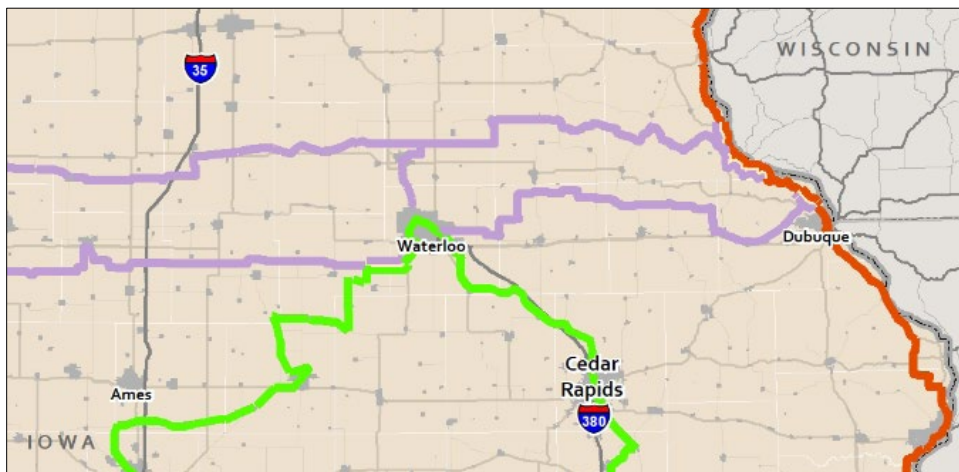 WISCONSIN
35
Waterloo
Dubuque
Cedar
Rapids
Ames
380
IOWA